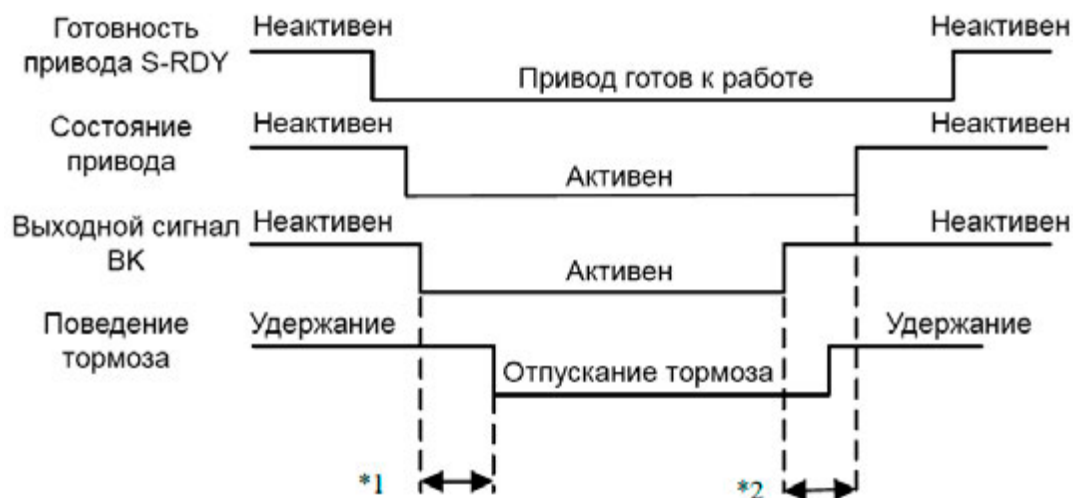 Готовность
привода S-RDY
Неактивен
Неактивен
Привод готов к работе
Состояние
привода
Неактивен
Неактивен
Активен
Выходной сигнал
BK
Неактивен
Неактивен
Активен
Поведение
тормоза
Удержание
Удержание
Отпускание тормоза
*1
*2